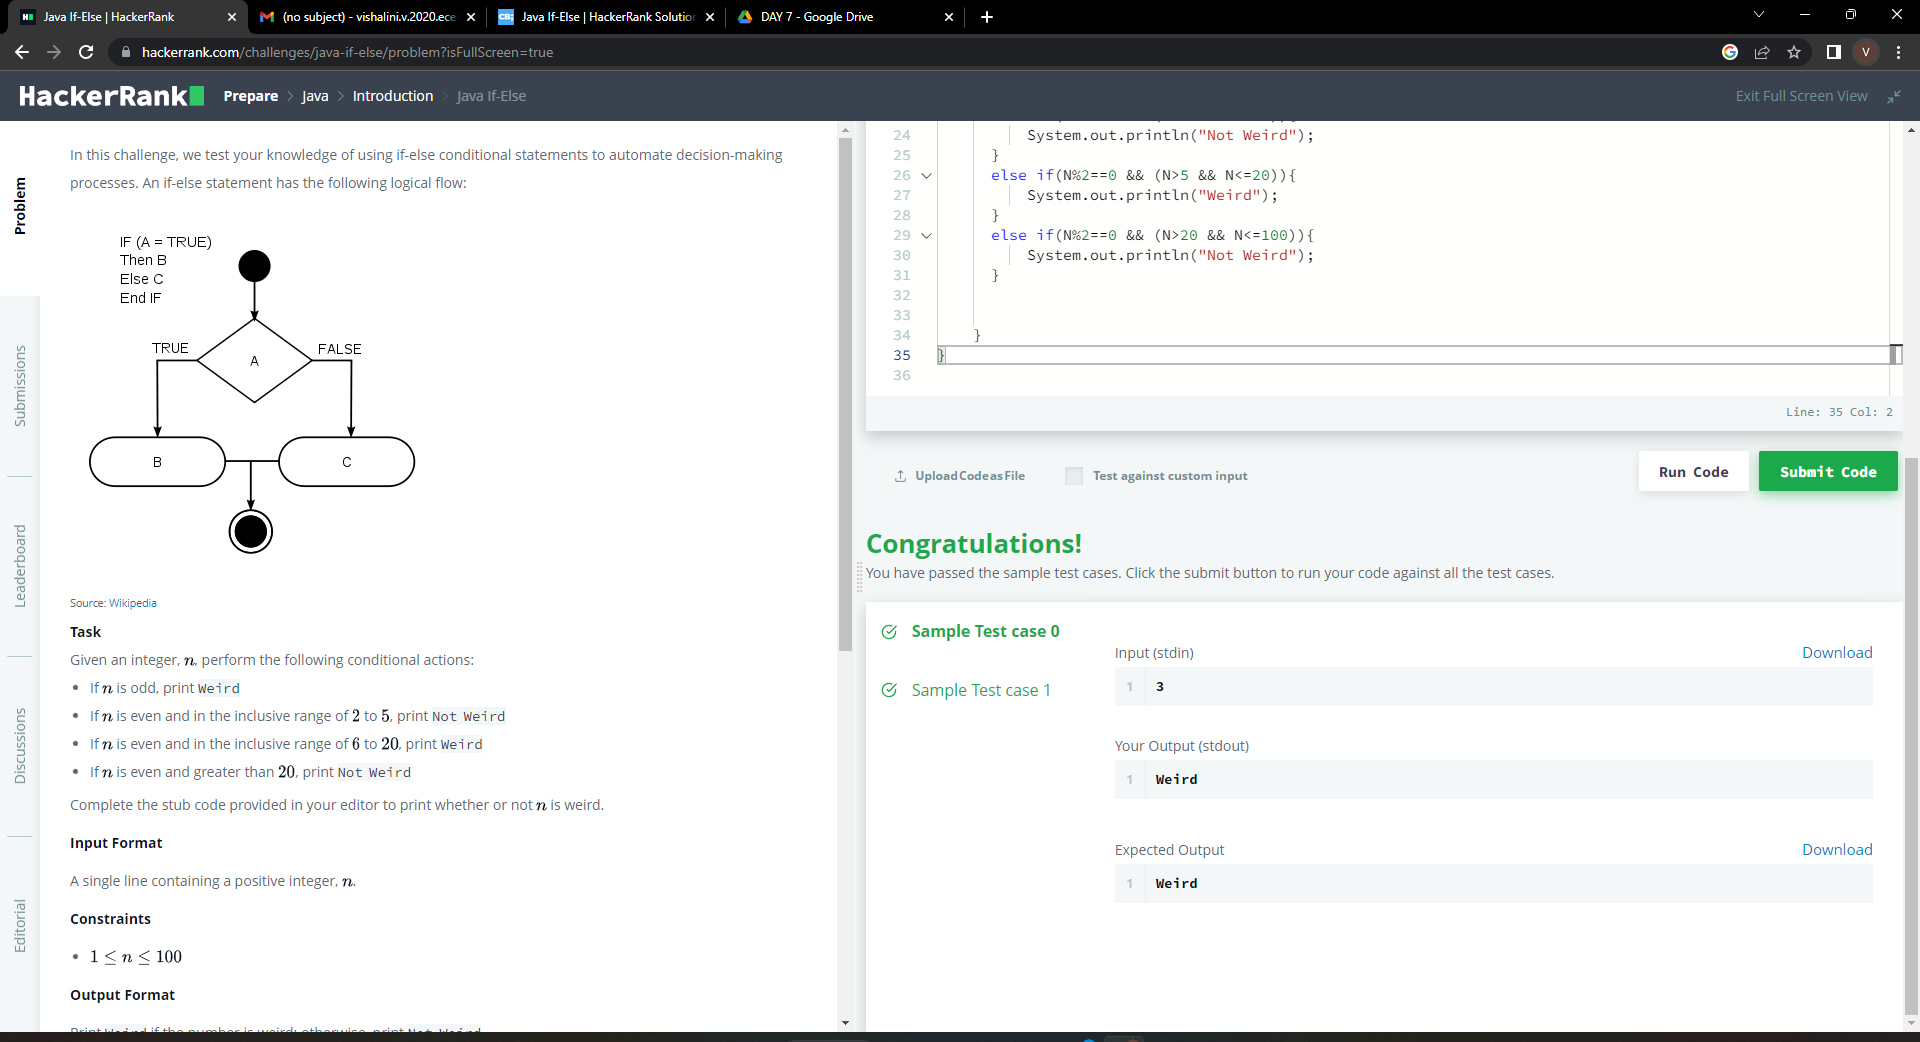 Java If-Else | HackerRank
(no subject) - vishalini.v.2020.ece
Java If-Else | HackerRank Solution
DAY 7 - Google Drive
hackerrank.com/challenges/java-if-else/problem?isFullScreen=true
V
HackerRank
Prepare > Java > Introduction > Java If-Else
Exit Full Screen View
Problem
Submissions
Leaderboard
Discussions
Editorial
In this challenge, we test your knowledge of using if-else conditional statements to automate decision-making
processes. An if-else statement has the following logical flow:
IF (A = TRUE)
Then B
Else C
End IF
TRUE
A
FALSE
B
C
Source: Wikipedia
Task
Given an integer, n, perform the following conditional actions:
• If n is odd, print Weird
• If n is even and in the inclusive range of 2 to 5, print Not Weird
• If n is even and in the inclusive range of 6 to 20, print Weird
• If n is even and greater than 20, print Not Weird
Complete the stub code provided in your editor to print whether or not n is weird.
Input Format
A single line containing a positive integer, n.
Constraints
• 1 ≤ n ≤ 100
Output Format
Print Weird if the number is weird; otherwise, print Not Weird.
24 System.out.println("Not Weird");
25 }
26 else if(N%2==0 && (N>5 && N<=20)){
27 System.out.println("Weird");
28 }
29 else if(N%2==0 && (N>20 && N<=100)){
30 System.out.println("Not Weird");
31 }
32
33
34 }
35 }
36
Line: 35 Col: 2
Upload Code as File
Test against custom input
Run Code
Submit Code
Congratulations!
You have passed the sample test cases. Click the submit button to run your code against all the test cases.
Sample Test case 0
Sample Test case 1
Input (stdin)
Download
1 3
Your Output (stdout)
1 Weird
Expected Output
Download
1 Weird